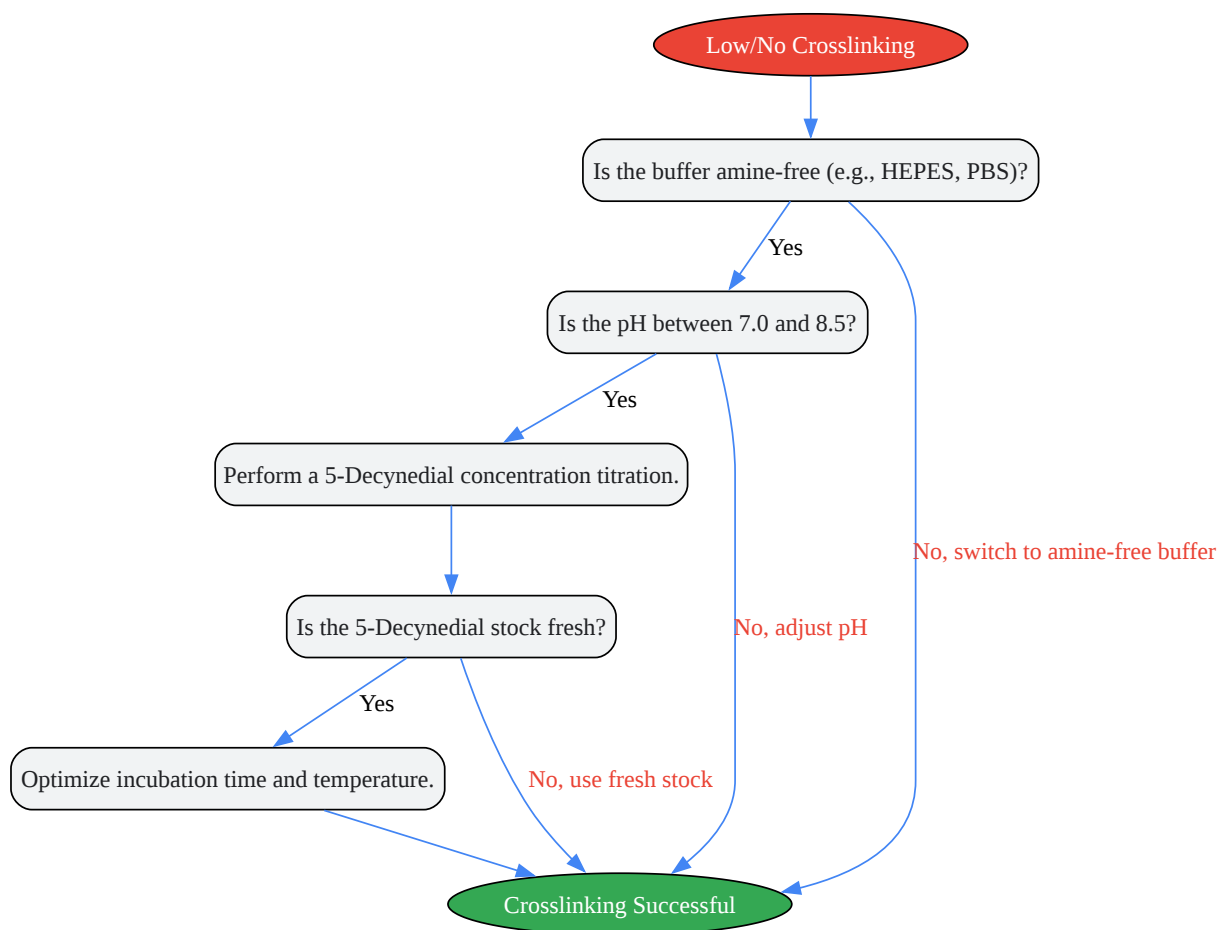 Low/No Crosslinking
Is the buffer amine-free (e.g., HEPES, PBS)?
Yes
Is the pH between 7.0 and 8.5?
Yes
Perform a 5-Decynedial concentration titration.
No, switch to amine-free buffer
Is the 5-Decynedial stock fresh?
No, adjust pH
Yes
Optimize incubation time and temperature.
No, use fresh stock
Crosslinking Successful